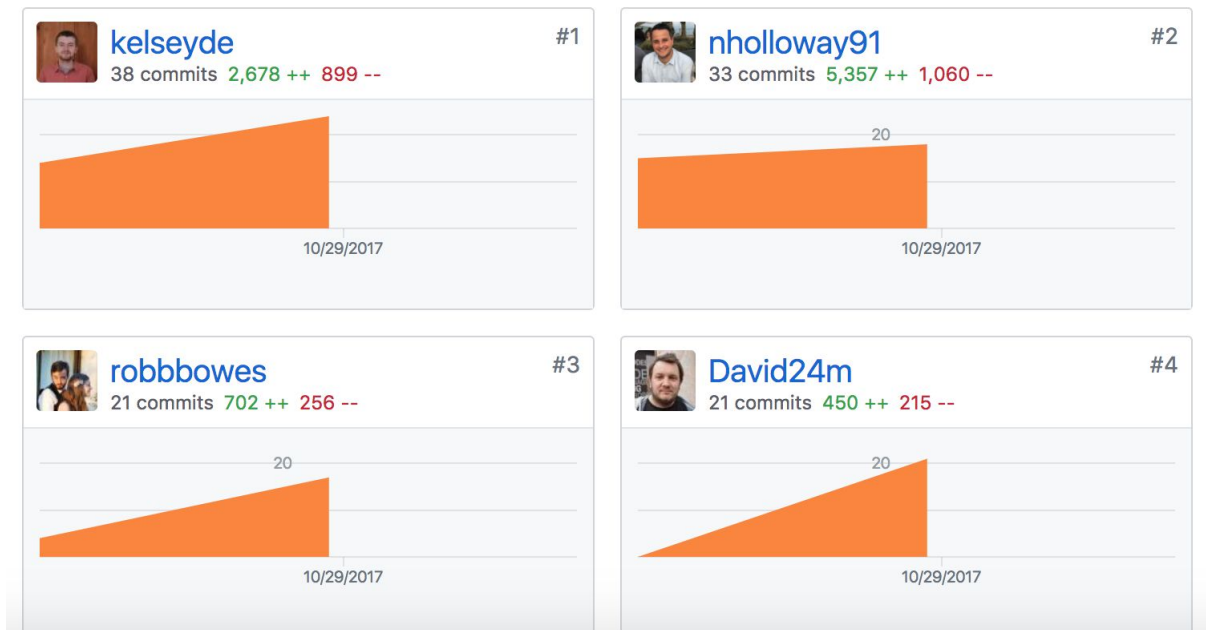 kelseyde #1
38 commits 2,678 ++ 899 --
10/29/2017
nholloway91 #2
33 commits 5,357 ++ 1,060 --
20
10/29/2017
robbbowes #3
21 commits 702 ++ 256 --
20
10/29/2017
David24m #4
21 commits 450 ++ 215 --
20
10/29/2017